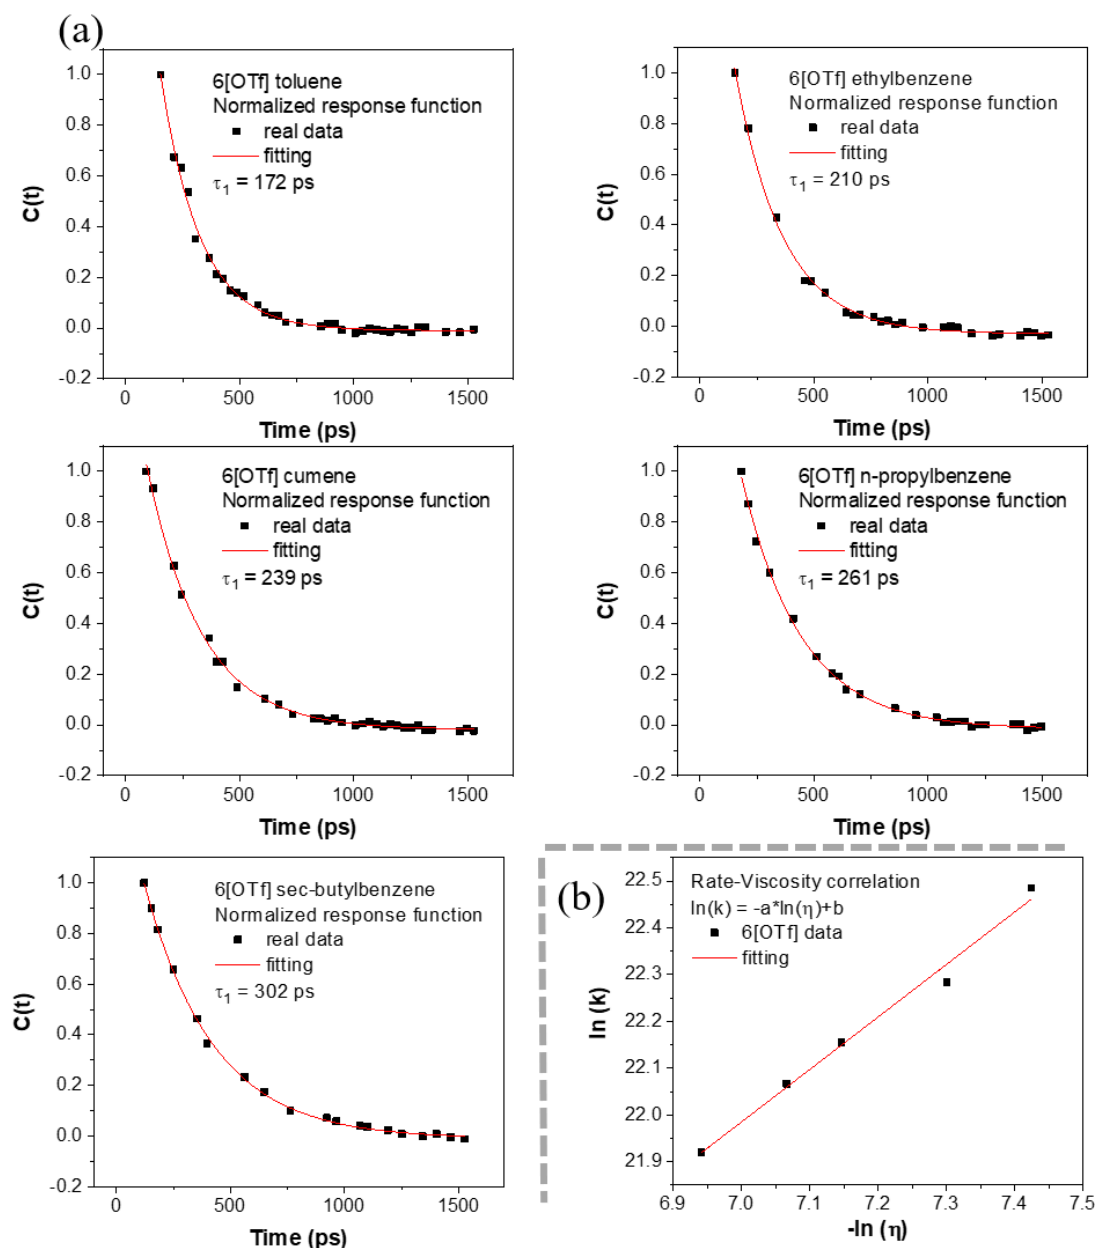 (a)
6[OTf] toluene
Normalized response function
real data
fitting
τ1 = 172 ps
C(t)
1.0
0.8
0.6
0.4
0.2
0.0
-0.2
0
500
1000
1500
Time (ps)
6[OTf] ethylbenzene
Normalized response function
real data
fitting
τ1 = 210 ps
C(t)
1.0
0.8
0.6
0.4
0.2
0.0
-0.2
0
500
1000
1500
Time (ps)
6[OTf] cumene
Normalized response function
real data
fitting
τ1 = 239 ps
C(t)
1.0
0.8
0.6
0.4
0.2
0.0
-0.2
0
500
1000
1500
Time (ps)
6[OTf] n-propylbenzene
Normalized response function
real data
fitting
τ1 = 261 ps
C(t)
1.0
0.8
0.6
0.4
0.2
0.0
-0.2
0
500
1000
1500
Time (ps)
6[OTf] sec-butylbenzene
Normalized response function
real data
fitting
τ1 = 302 ps
C(t)
1.0
0.8
0.6
0.4
0.2
0.0
-0.2
0
500
1000
1500
Time (ps)
(b)
Rate-Viscosity correlation
ln(k) = -a*ln(η)+b
6[OTf] data
fitting
ln (k)
22.5
22.4
22.3
22.2
22.1
22.0
21.9
6.9
7.0
7.1
7.2
7.3
7.4
7.5
-ln (η)